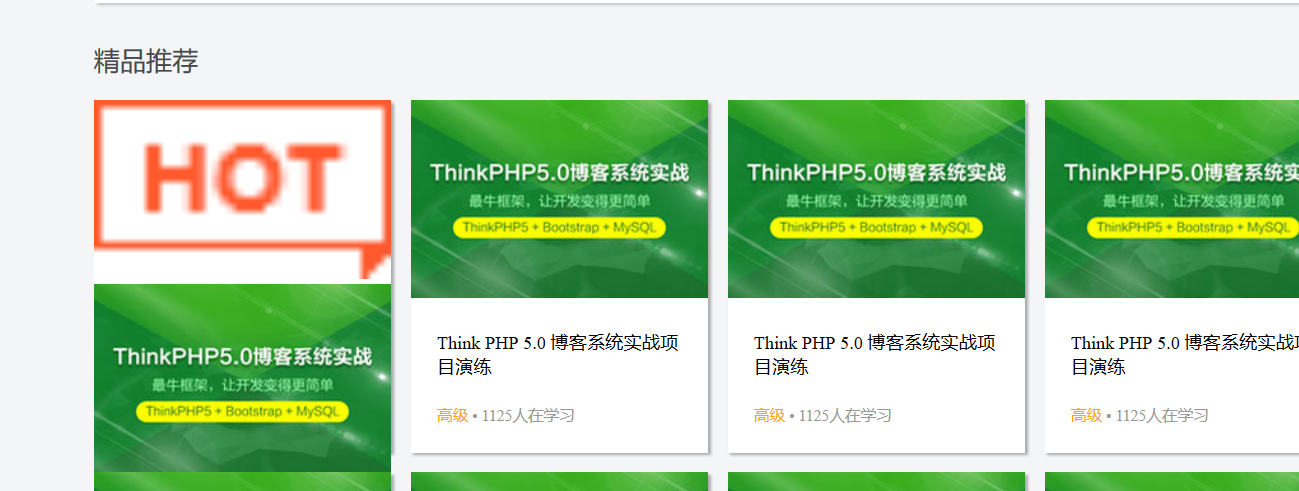 精品推荐
HOT
ThinkPHP5.0博客系统实战
最牛框架，让开发变得更简单
ThinkPHP5 + Bootstrap + MySQL
ThinkPHP5.0博客系统实战
最牛框架，让开发变得更简单
ThinkPHP5 + Bootstrap + MySQL
Think PHP 5.0 博客系统实战项
目演练
高级 • 1125人在学习
ThinkPHP5.0博客系统实战
最牛框架，让开发变得更简单
ThinkPHP5 + Bootstrap + MySQL
Think PHP 5.0 博客系统实战项
目演练
高级 • 1125人在学习
ThinkPHP5.0博客系统实
最牛框架，让开发变得更简单
ThinkPHP5 + Bootstrap + MySQL
Think PHP 5.0 博客系统实战
目演练
高级 • 1125人在学习